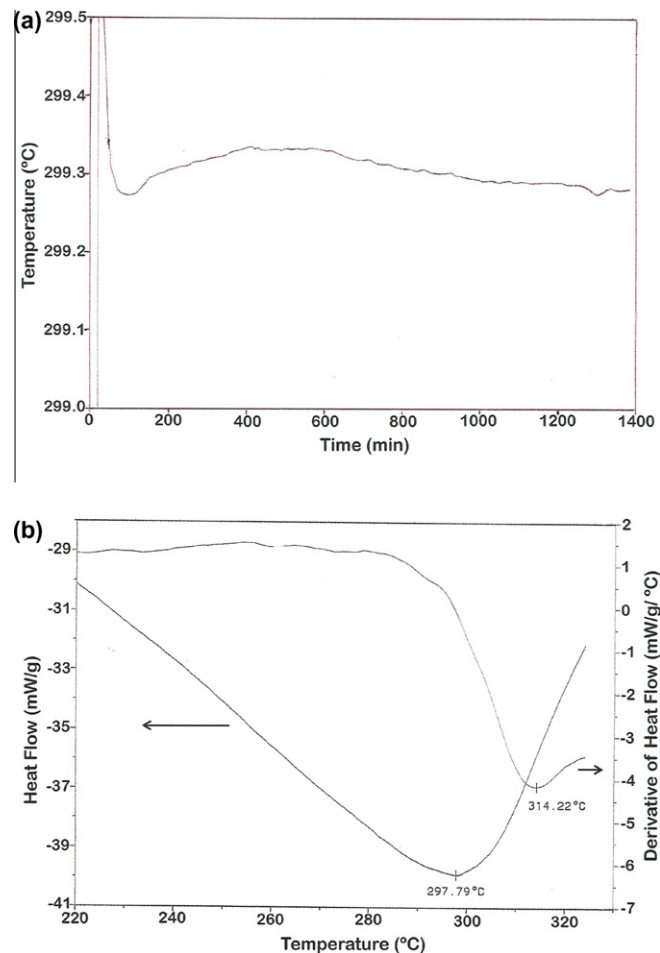 (a)
299.5
299.4
299.3
299.2
299.1
299.0
Temperature (ºC)
0 200 400 600 800 1000 1200 1400
Time (min)
(b)
-29
-31
-33
-35
-37
-39
-41
Heat Flow (mW/g)
2
1
0
-1
-2
-3
-4
-5
-6
-7
Derivative of Heat Flow (mW/g/ ºC)
314.22°C
297.79°C
220 240 260 280 300 320
Temperature (ºC)